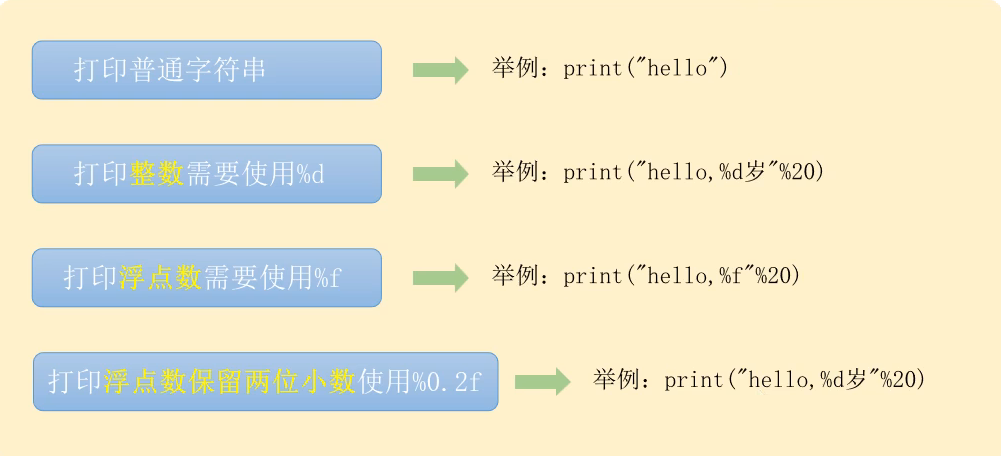 打印普通字符串
举例：print("hello")
打印整数需要使用%d
举例：print("hello,%d岁"%20)
打印浮点数需要使用%f
举例：print("hello,%f"%20)
打印浮点数保留两位小数使用%0.2f
举例：print("hello,%d岁"%20)